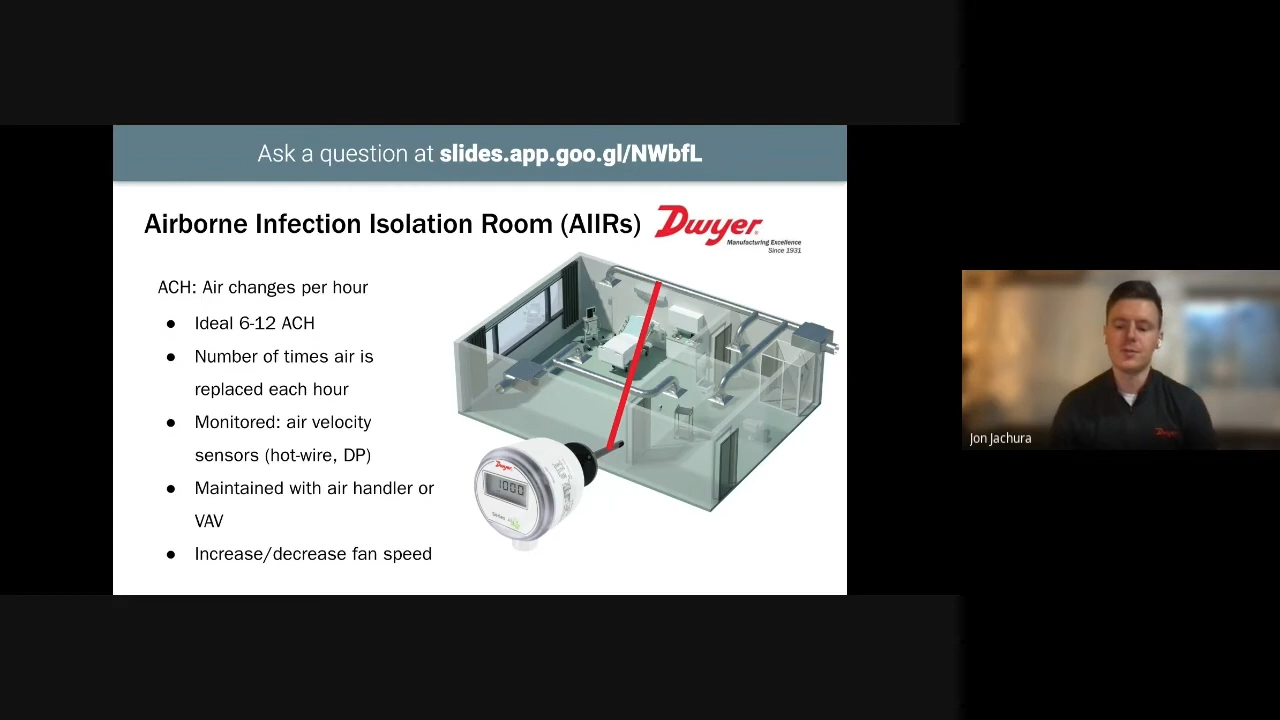 Ask a question at slides.app.goo.gl/NWbfL
Airborne Infection Isolation Room (AIIRs)
Dwyer
Manufacturing Excellence
Since 1931
ACH: Air changes per hour
● Ideal 6-12 ACH
● Number of times air is
replaced each hour
● Monitored: air velocity
sensors (hot-wire, DP)
● Maintained with air handler or
VAV
● Increase/decrease fan speed
Dwyer
1000
Jon Jachura